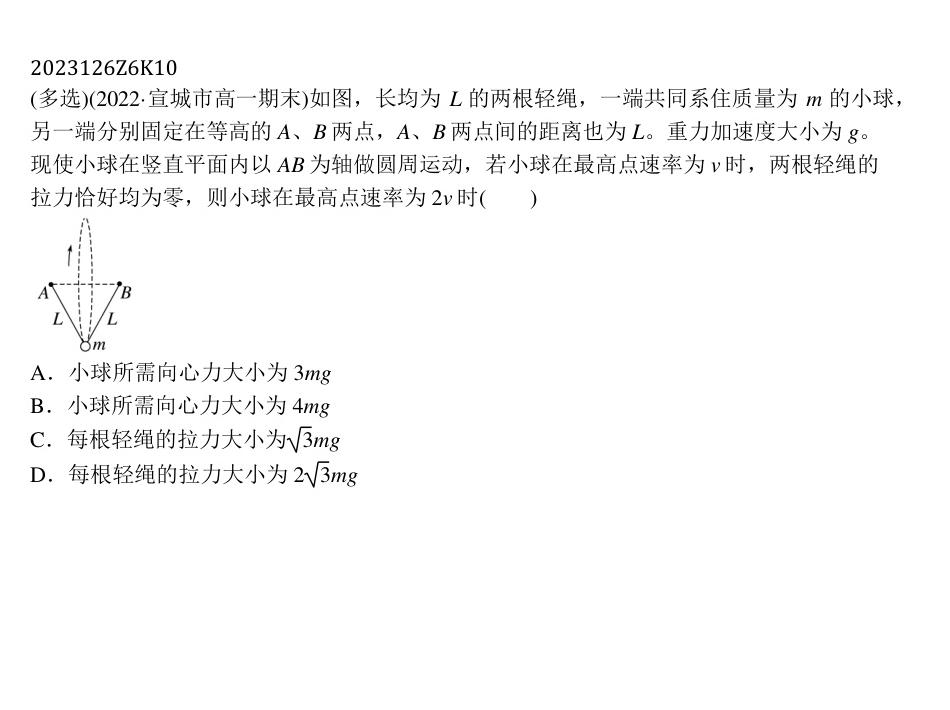 2023126Z6K10
(多选)(2022·宣城市高一期末)如图，长均为 L 的两根轻绳，一端共同系住质量为 m 的小球，
另一端分别固定在等高的 A、B 两点，A、B 两点间的距离也为 L。重力加速度大小为 g。
现使小球在竖直平面内以 AB 为轴做圆周运动，若小球在最高点速率为 v 时，两根轻绳的
拉力恰好均为零，则小球在最高点速率为 2v 时(　　)
A B
L L
m
A．小球所需向心力大小为 3mg
B．小球所需向心力大小为 4mg
C．每根轻绳的拉力大小为√3mg
D．每根轻绳的拉力大小为 2√3mg